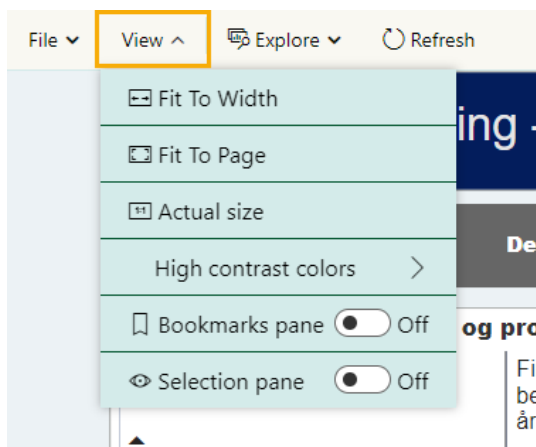 File View Explore Refresh
Fit To Width
ing -
Fit To Page
Actual size
De
High contrast colors
Bookmarks pane Off
og pro
Selection pane Off
Fi
be
år